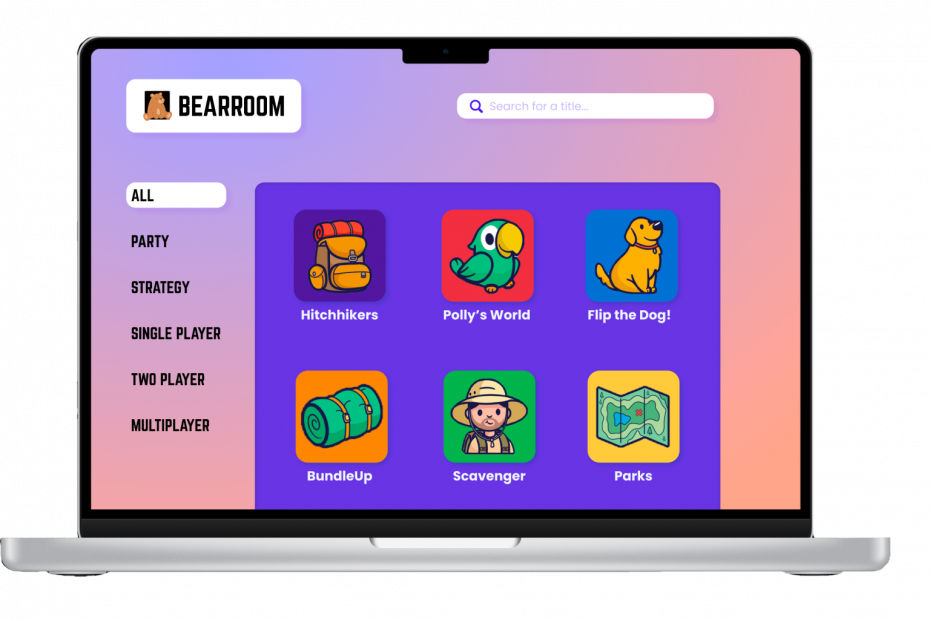 BEARROOM
Search for a title...
ALL
PARTY
STRATEGY
SINGLE PLAYER
TWO PLAYER
MULTIPLAYER
Hitchhikers
Polly's World
Flip the Dog!
BundleUp
Scavenger
Parks